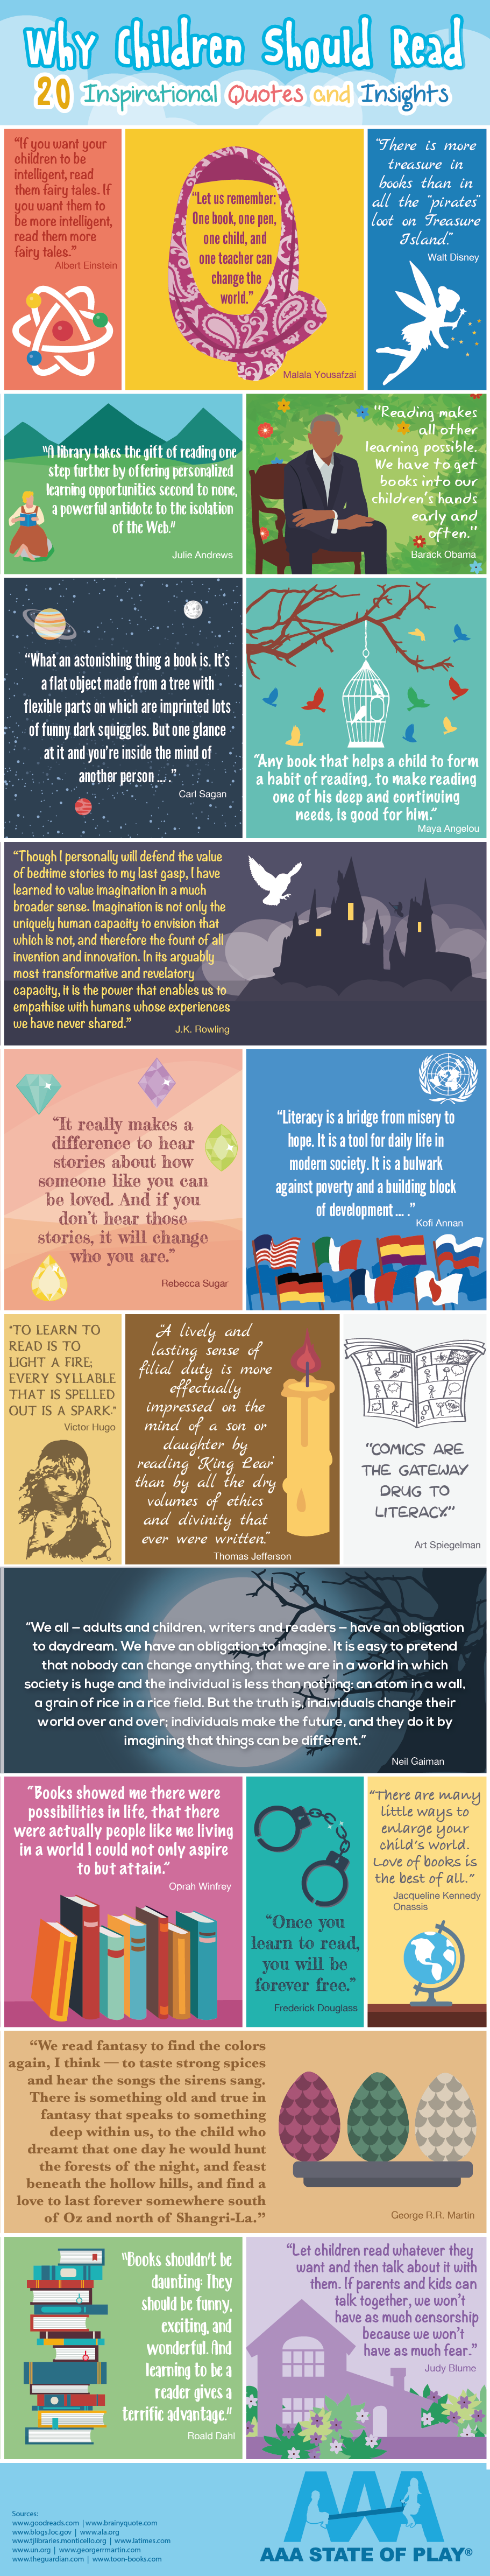 Why Children Should Read
20 Inspirational Quotes and Insights
“If you want your
children to be
intelligent, read
them fairy tales. If
you want them to
be more intelligent,
read them more
fairy tales.”
Albert Einstein
“Let us remember:
One book, one pen,
one child, and
one teacher can
change the
world.”
Malala Yousafzai
"There is more
treasure in
books than in
all the "pirates"
loot on Treasure
Island."
Walt Disney
"A library takes the gift of reading one
step further by offering personalized
learning opportunities second to none,
a powerful antidote to the isolation
of the Web."
Julie Andrews
"Reading makes
all other
learning possible.
We have to get
books into our
children's hands
early and
often."
Barack Obama
“What an astonishing thing a book is. It's
a flat object made from a tree with
flexible parts on which are imprinted lots
of funny dark squiggles. But one glance
at it and you're inside the mind of
another person ... ”
Carl Sagan
“Any book that helps a child to form
a habit of reading, to make reading
one of his deep and continuing
needs, is good for him.”
Maya Angelou
“Though I personally will defend the value
of bedtime stories to my last gasp, I have
learned to value imagination in a much
broader sense. Imagination is not only the
uniquely human capacity to envision that
which is not, and therefore the fount of all
invention and innovation. In its arguably
most transformative and revelatory
capacity, it is the power that enables us to
empathise with humans whose experiences
we have never shared.”
J.K. Rowling
“It really makes a
difference to hear
stories about how
someone like you can
be loved. And if you
don't hear those
stories, it will change
who you are.”
Rebecca Sugar
“Literacy is a bridge from misery to
hope. It is a tool for daily life in
modern society. It is a bulwark
against poverty and a building block
of development ... .”
Kofi Annan
“TO LEARN TO
READ IS TO
LIGHT A FIRE;
EVERY SYLLABLE
THAT IS SPELLED
OUT IS A SPARK.”
Victor Hugo
“A lively and
lasting sense of
filial duty is more
effectually
impressed on the
mind of a son or
daughter by
reading 'King Lear'
than by all the dry
volumes of ethics
and divinity that
ever were written.”
Thomas Jefferson
“COMICS ARE
THE GATEWAY
DRUG TO
LITERACY.”
Art Spiegelman
“We all – adults and children, writers and readers – have an obligation
to daydream. We have an obligation to imagine. It is easy to pretend
that nobody can change anything, that we are in a world in which
society is huge and the individual is less than nothing: an atom in a wall,
a grain of rice in a rice field. But the truth is, individuals change their
world over and over; individuals make the future, and they do it by
imagining that things can be different.”
Neil Gaiman
“Books showed me there were
possibilities in life, that there
were actually people like me living
in a world I could not only aspire
to but attain.”
Oprah Winfrey
“Once you
learn to read,
you will be
forever free.”
Frederick Douglass
“There are many
little ways to
enlarge your
child's world.
Love of books is
the best of all.”
Jacqueline Kennedy
Onassis
“We read fantasy to find the colors
again, I think — to taste strong spices
and hear the songs the sirens sang.
There is something old and true in
fantasy that speaks to something
deep within us, to the child who
dreamt that one day he would hunt
the forests of the night, and feast
beneath the hollow hills, and find a
love to last forever somewhere south
of Oz and north of Shangri-La.”
George R.R. Martin
"Books shouldn't be
daunting: They
should be funny,
exciting, and
wonderful. And
learning to be a
reader gives a
terrific advantage."
Roald Dahl
“Let children read whatever they
want and then talk about it with
them. If parents and kids can
talk together, we won't
have as much censorship
because we won't
have as much fear.”
Judy Blume
Sources:
www.goodreads.com | www.brainyquote.com
www.blogs.loc.gov | www.ala.org
www.tjlibraries.monticello.org | www.latimes.com
www.un.org | www.georgerrmartin.com
www.theguardian.com | www.toon-books.com
AAA
AAA STATE OF PLAY®